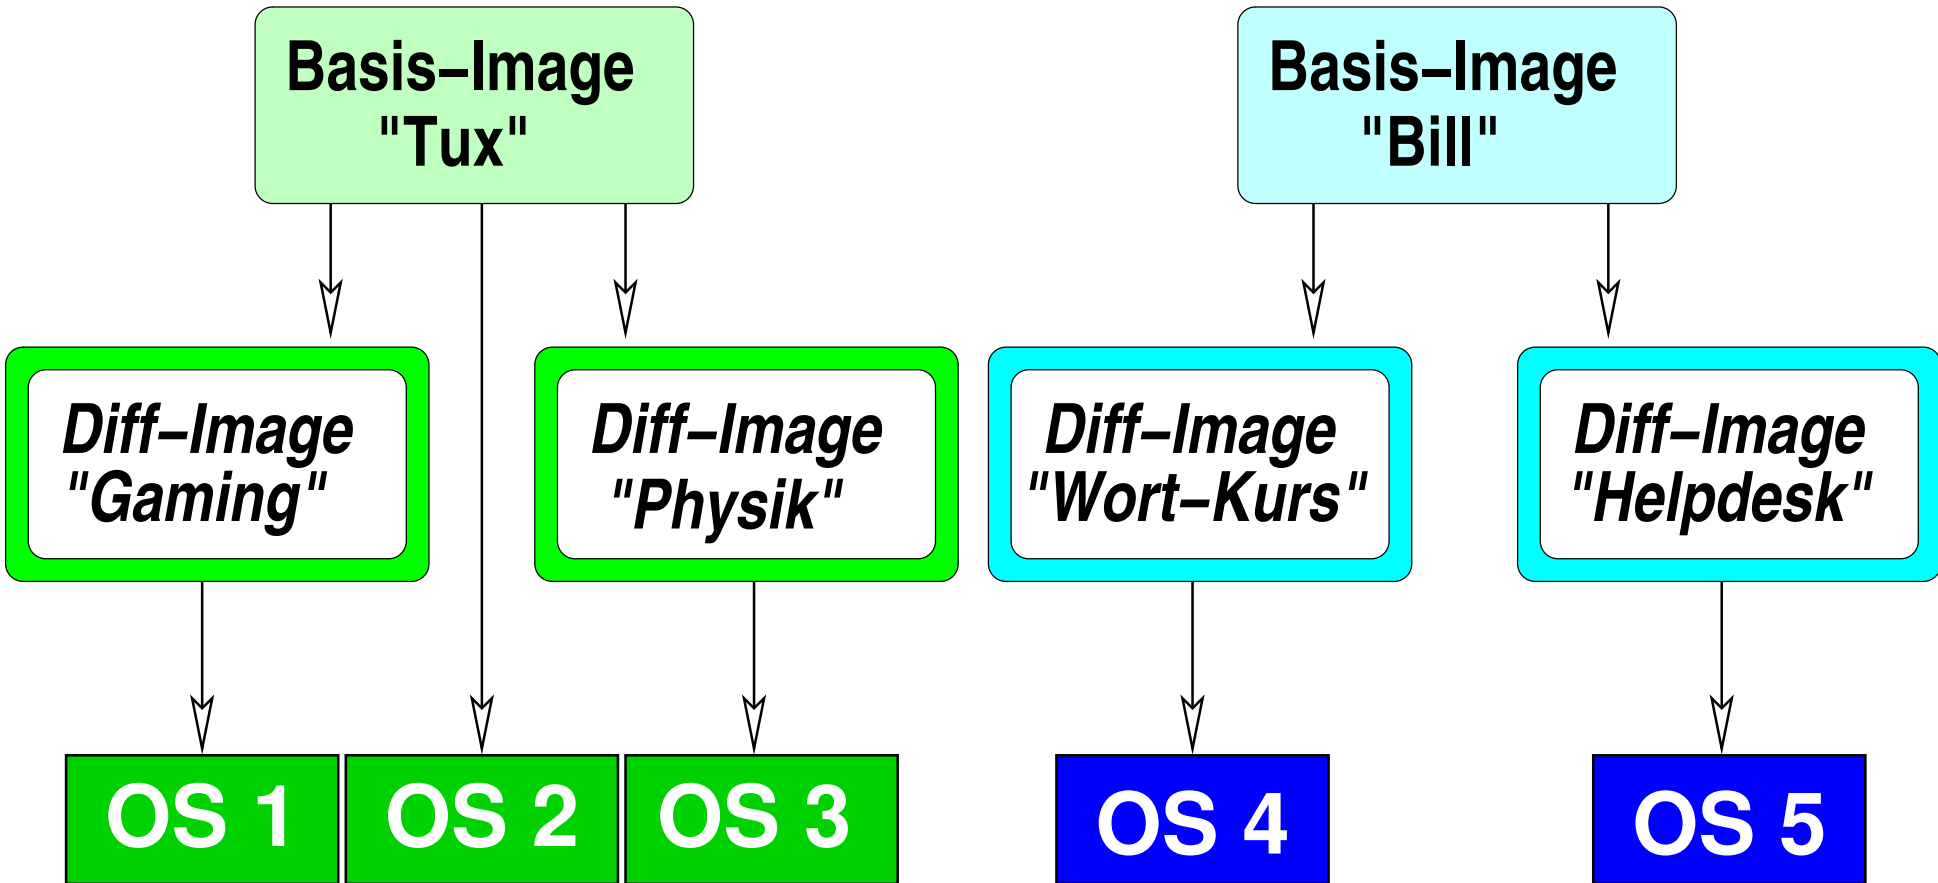 Basis–Image
"Tux"
Basis–Image
"Bill"
Diff–Image
"Gaming"
Diff–Image
"Physik"
Diff–Image
"Wort–Kurs"
Diff–Image
"Helpdesk"
OS 1
OS 2
OS 3
OS 4
OS 5